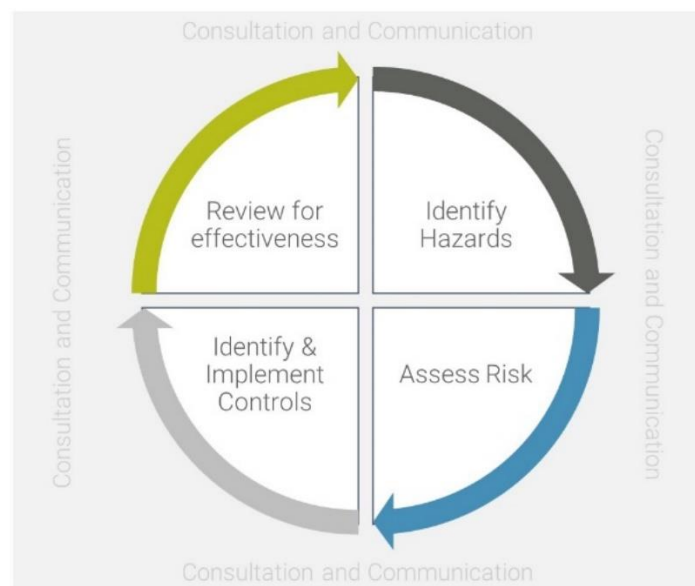 Consultation and Communication
Review for
effectiveness
Identify
Hazards
Consultation and Communication
Consultation and Communication
Identify &
Implement
Controls
Assess Risk
Consultation and Communication